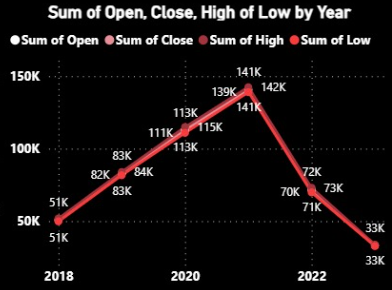 Sum of Open, Close, High of Low by Year
Sum of Open Sum of Close Sum of High Sum of Low
150K
100K
50K
141K
139K 142K
141K
113K
111K 115K
113K
83K
82K 84K
83K
72K
70K 73K
71K
51K
51K
33K
33K
2018 2020 2022